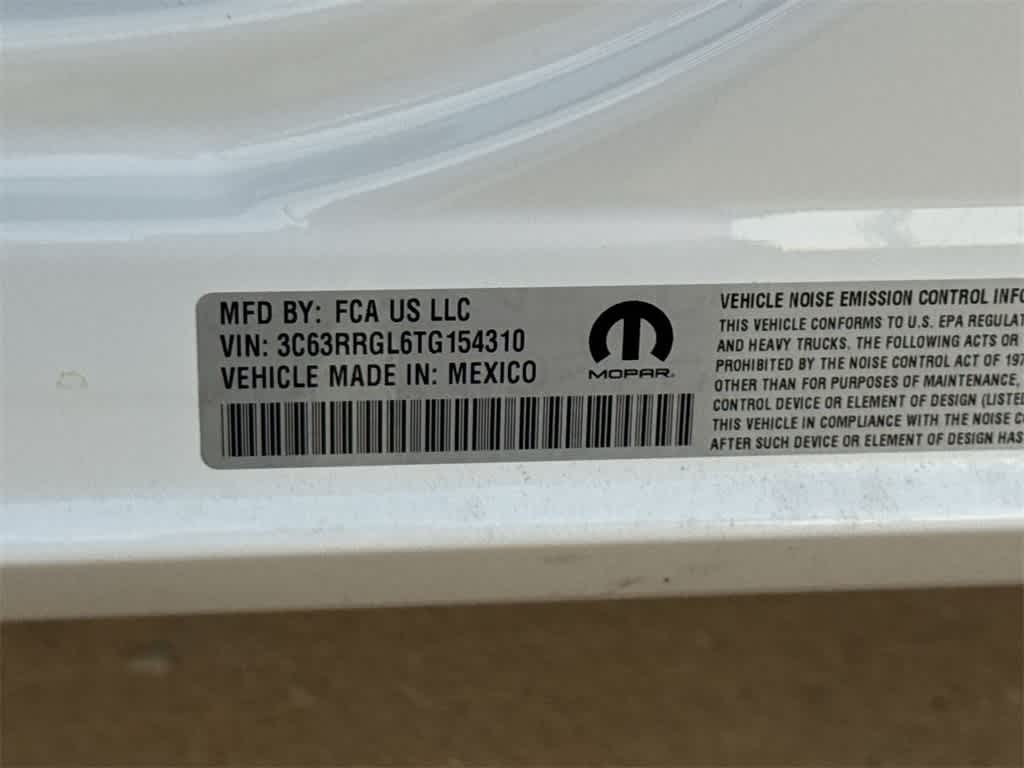 MFD BY: FCA US LLC
VIN: 3C63RRGL6TG154310
VEHICLE MADE IN: MEXICO
MOPAR®
VEHICLE NOISE EMISSION CONTROL INFO
THIS VEHICLE CONFORMS TO U.S. EPA REGULAT
AND HEAVY TRUCKS. THE FOLLOWING ACTS OR
PROHIBITED BY THE NOISE CONTROL ACT OF 197
OTHER THAN FOR PURPOSES OF MAINTENANCE,
CONTROL DEVICE OR ELEMENT OF DESIGN (LISTED
THIS VEHICLE IN COMPLIANCE WITH THE NOISE C
AFTER SUCH DEVICE OR ELEMENT OF DESIGN HAS